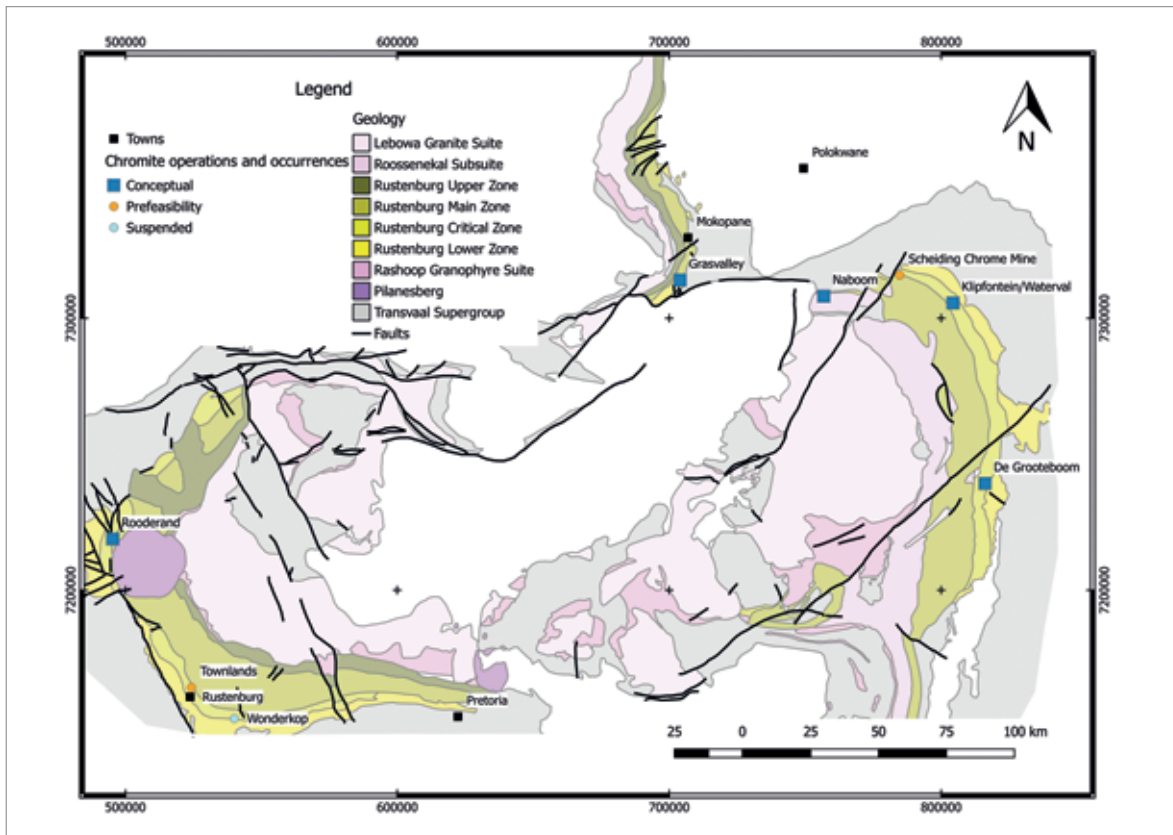 500000 600000 700000 800000
Legend
Towns
Chromite operations and occurrences
Conceptual
Prefeasibility
Suspended
Geology
Lebowa Granite Suite
Roossenekal Subsuite
Rustenburg Upper Zone
Rustenburg Main Zone
Rustenburg Critical Zone
Rustenburg Lower Zone
Rashoop Granophyre Suite
Pilanesberg
Transvaal Supergroup
Faults
N
Polokwane
Mokopane
Grasvalley
Scheiding Chrome Mine
Naboom
Klipfontein/Waterval
7300000 7300000
De Grooteboom
Rooderand
7200000 7200000
Townlands
Rustenburg
Wonderkop
Pretoria
25 0 25 50 75 100 km
500000 600000 700000 800000